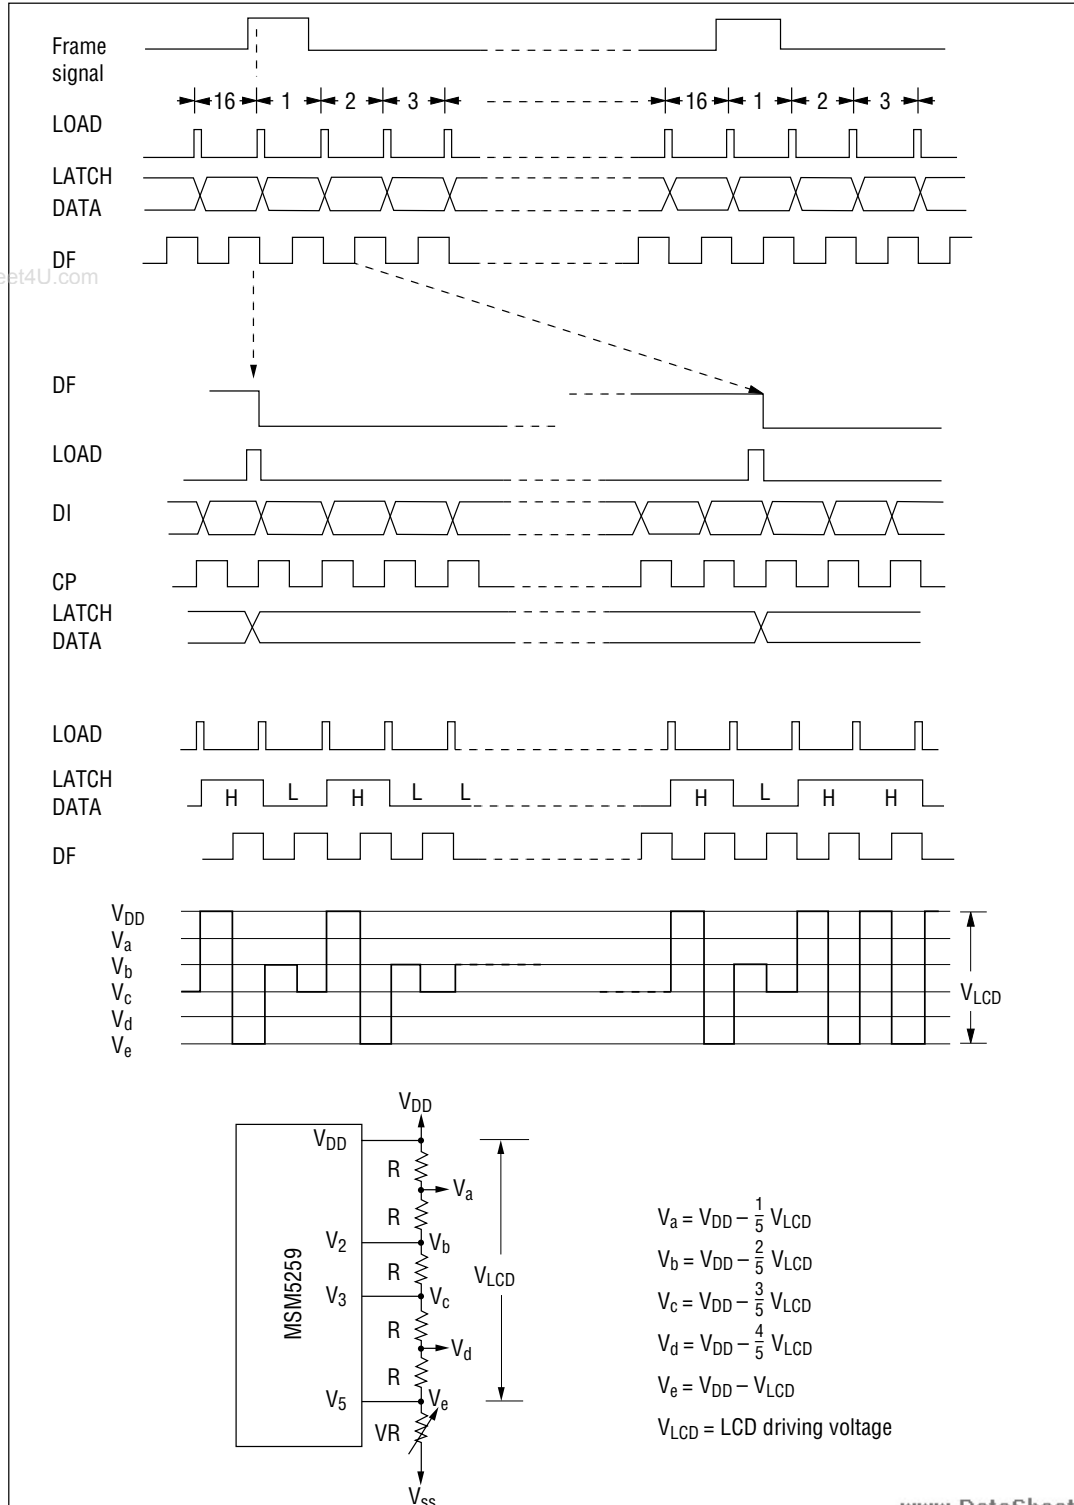 Frame
signal
16 1 2 3 16 1 2 3
LOAD
LATCH
DATA
DF
eet4U.com
DF
LOAD
DI
CP
LATCH
DATA
LOAD
LATCH
DATA
H L H L L H L H H
DF
VDD
Va
Vb
Vc
Vd
Ve
VLCD
VDD
VDD
R
Va
R
V2
Vb
R
VLCD
V3
Vc
R
Vd
R
V5
Ve
VR
Vss
MSM5259
Va = VDD – 1/5 VLCD
Vb = VDD – 2/5 VLCD
Vc = VDD – 3/5 VLCD
Vd = VDD – 4/5 VLCD
Ve = VDD – VLCD
VLCD = LCD driving voltage